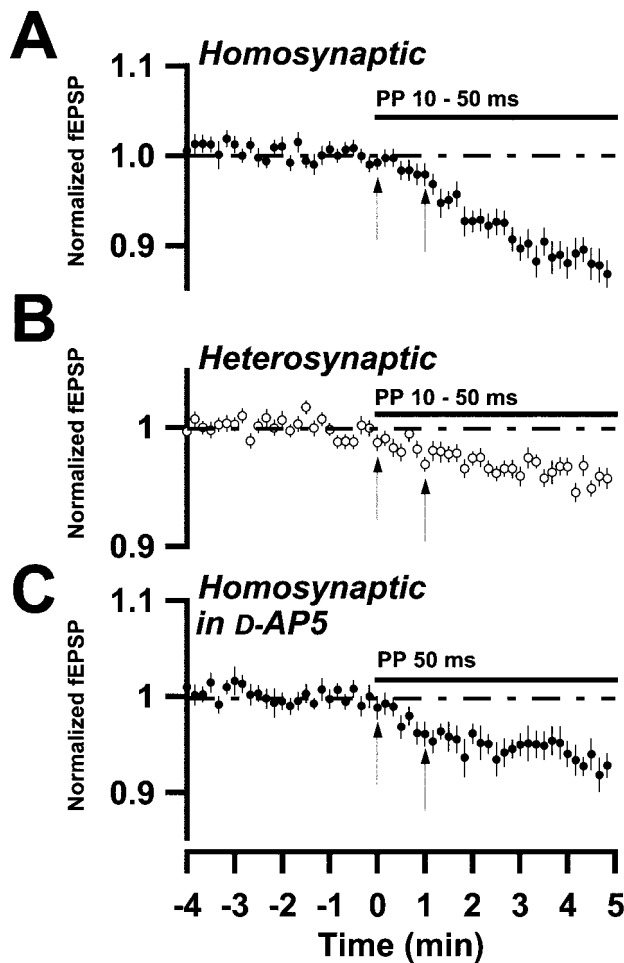 A
Homosynaptic
1.1
PP 10 - 50 ms
1.0
0.9
Normalized fEPSP
B
Heterosynaptic
PP 10 - 50 ms
1
0.9
Normalized fEPSP
C
Homosynaptic
in D-AP5
1.1
PP 50 ms
1
0.9
Normalized fEPSP
-4 -3 -2 -1 0 1 2 3 4 5
Time (min)